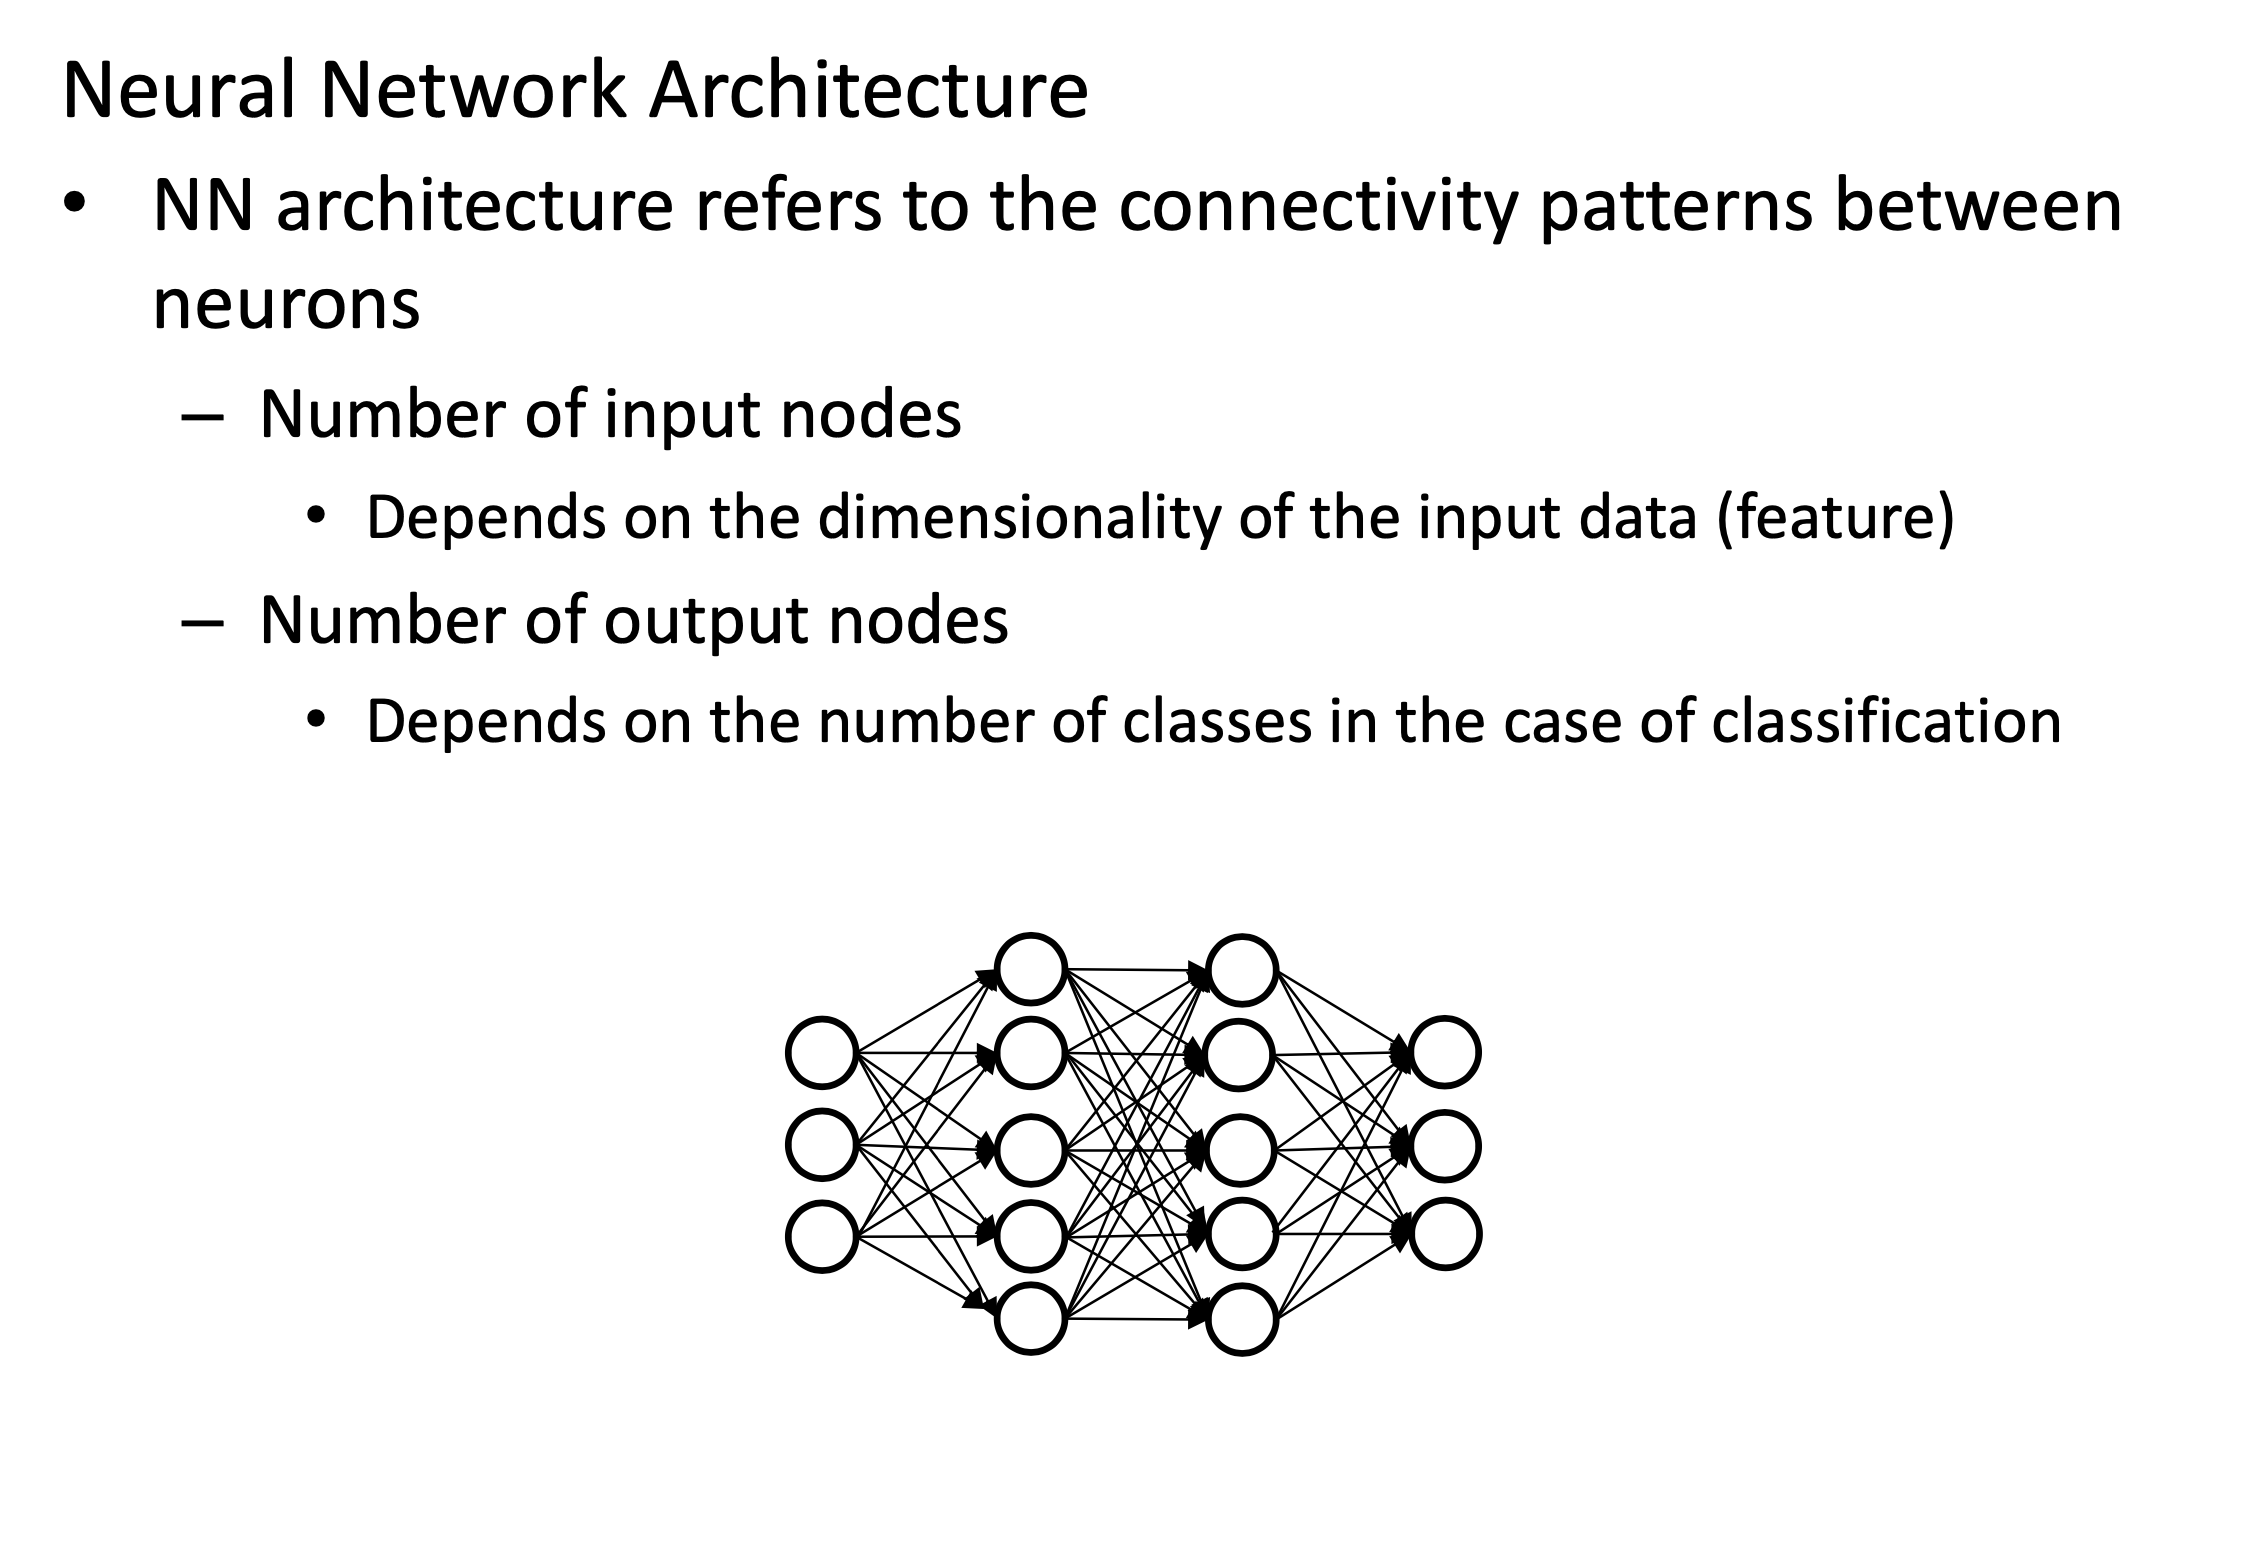 Neural Network Architecture
• NN architecture refers to the connectivity patterns between
neurons
– Number of input nodes
• Depends on the dimensionality of the input data (feature)
– Number of output nodes
• Depends on the number of classes in the case of classification